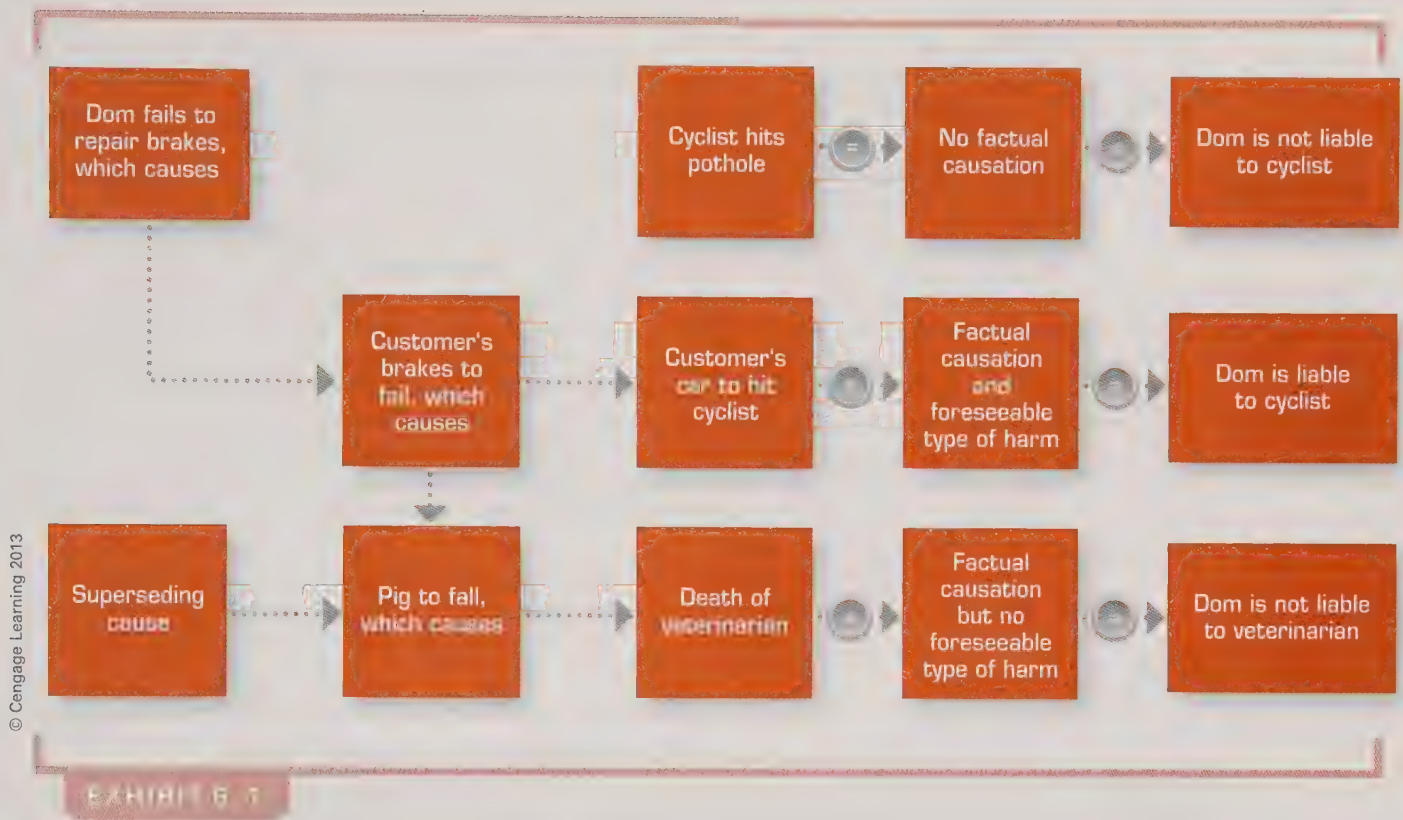 Dom fails to
repair brakes,
which causes
Cyclist hits
pothole
=
No factual
causation
Dom is not liable
to cyclist
Customer's
brakes to
fail, which
causes
Customer's
car to hit
cyclist
Factual
causation
and
foreseeable
type of harm
Dom is liable
to cyclist
Superseding
cause
Pig to fall,
which causes
Death of
veterinarian
Factual
causation
but no
foreseeable
type of harm
Dom is not liable
to veterinarian
© Cengage Learning 2013
EXHIBIT